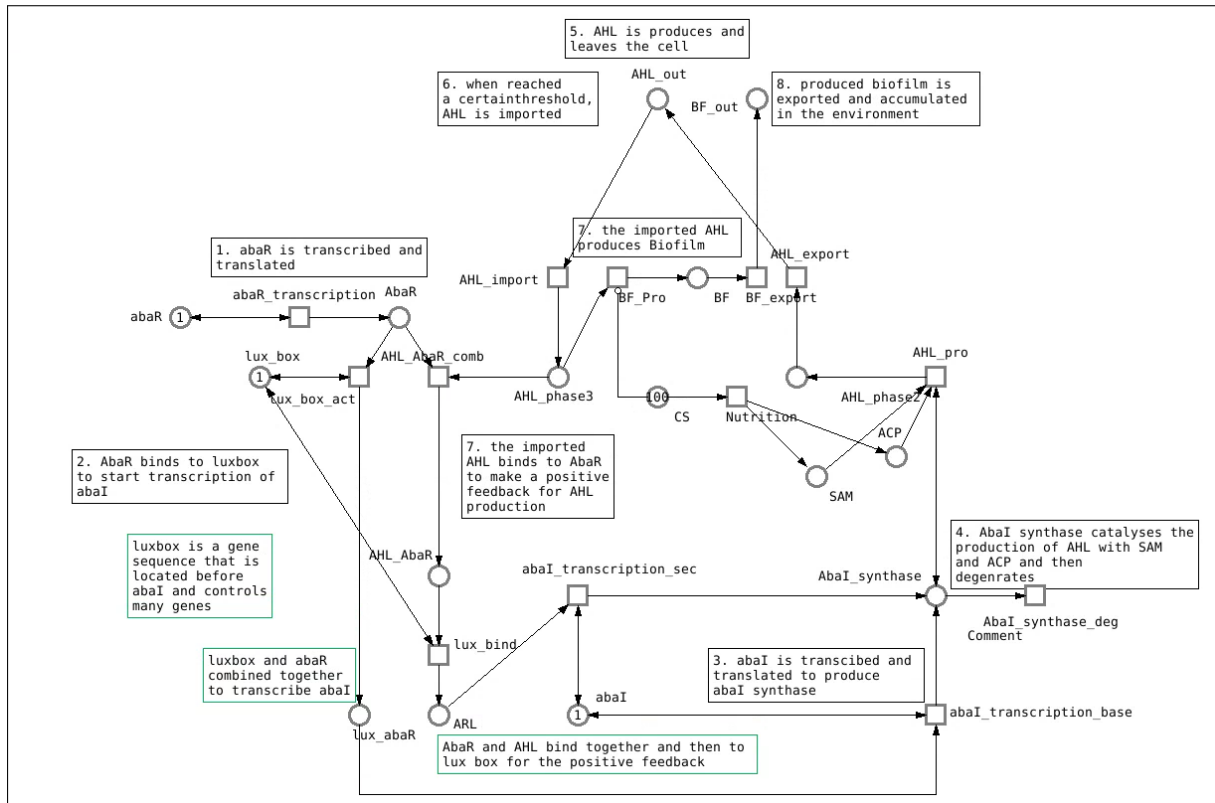 5. AHL is produces and
leaves the cell
AHL_out
6. when reached
a certainthreshold,
AHL is imported
BF_out
8. produced biofilm is
exported and accumulated
in the environment
7. the imported AHL
produces Biofilm
1. abaR is transcribed and
translated
AHL_import
BF_Pro
BF
BF_export
AHL_export
abaR_transcription
AbaR
abaR
1
1
lux_box
lux_box_act
AHL_AbaR_comb
AHL_phase3
100
CS
Nutrition
AHL_phase2
AHL_pro
ACP
SAM
2. AbaR binds to luxbox
to start transcription of
abaI
7. the imported
AHL binds to AbaR
to make a positive
feedback for AHL
production
luxbox is a gene
sequence that is
located before
abaI and controls
many genes
AHL_AbaR
abaI_transcription_sec
AbaI_synthase
4. AbaI synthase catalyses the
production of AHL with SAM
and ACP and then
degenrates
AbaI_synthase_deg
Comment
lux_bind
luxbox and abaR
combined together
to transcribe abaI
3. abaI is transcibed and
translated to produce
abaI synthase
lux_abaR
ARL
abaI
1
abaI_transcription_base
AbaR and AHL bind together and then to
lux box for the positive feedback